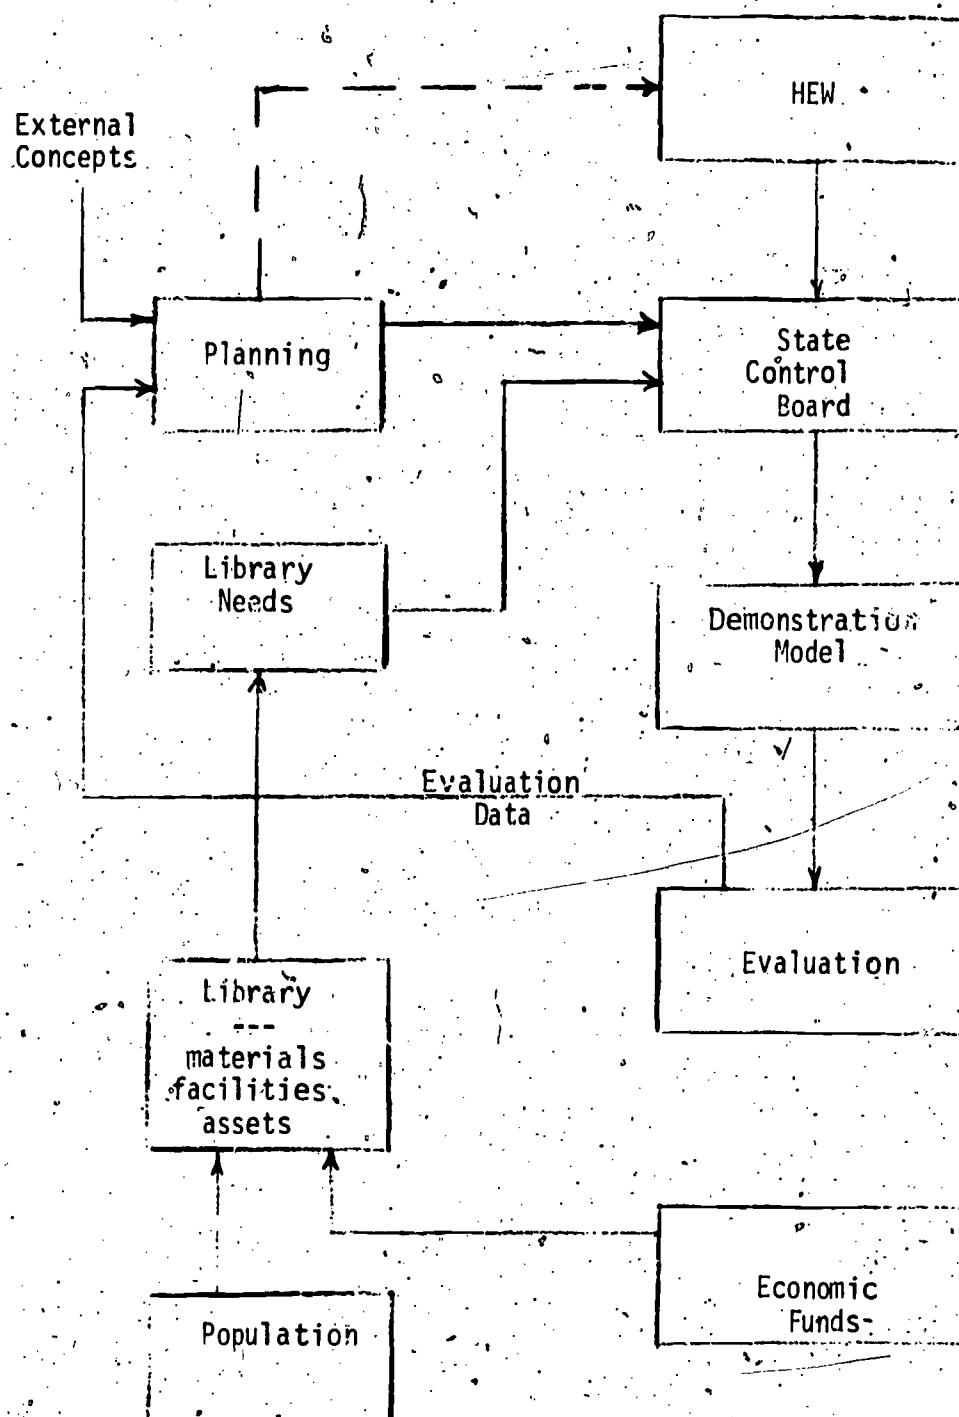 HEW
External
Concepts
Planning
State
Control
Board
Library
Needs
Demonstration
Model
Evaluation
Data
Evaluation
Library
---
materials
facilities
assets
Economic
Funds
Population